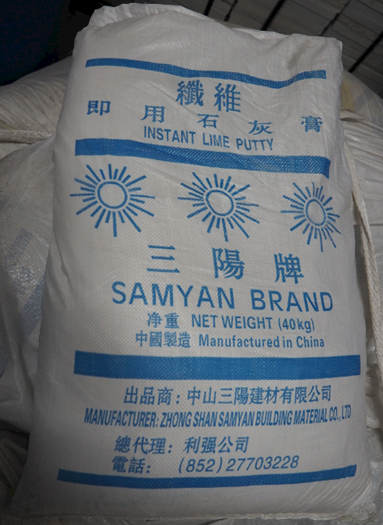 纖維
即用石灰膏
INSTANT LIME PUTTY
三陽牌
SAMYAN BRAND
净重 NET WEIGHT (40kg)
中國製造 Manufactured in China
出品商：中山三陽建材有限公司
MANUFACTURER: ZHONG SHAN SAMYAN BUILDING MATERIAL CO., LTD
總代理：利强公司
電話： (852) 27703228